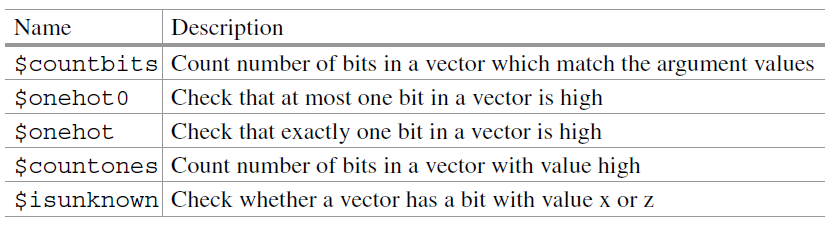 Name Description
$countbits Count number of bits in a vector which match the argument values
$onehot0 Check that at most one bit in a vector is high
$onehot Check that exactly one bit in a vector is high
$countones Count number of bits in a vector with value high
$isunknown Check whether a vector has a bit with value x or z